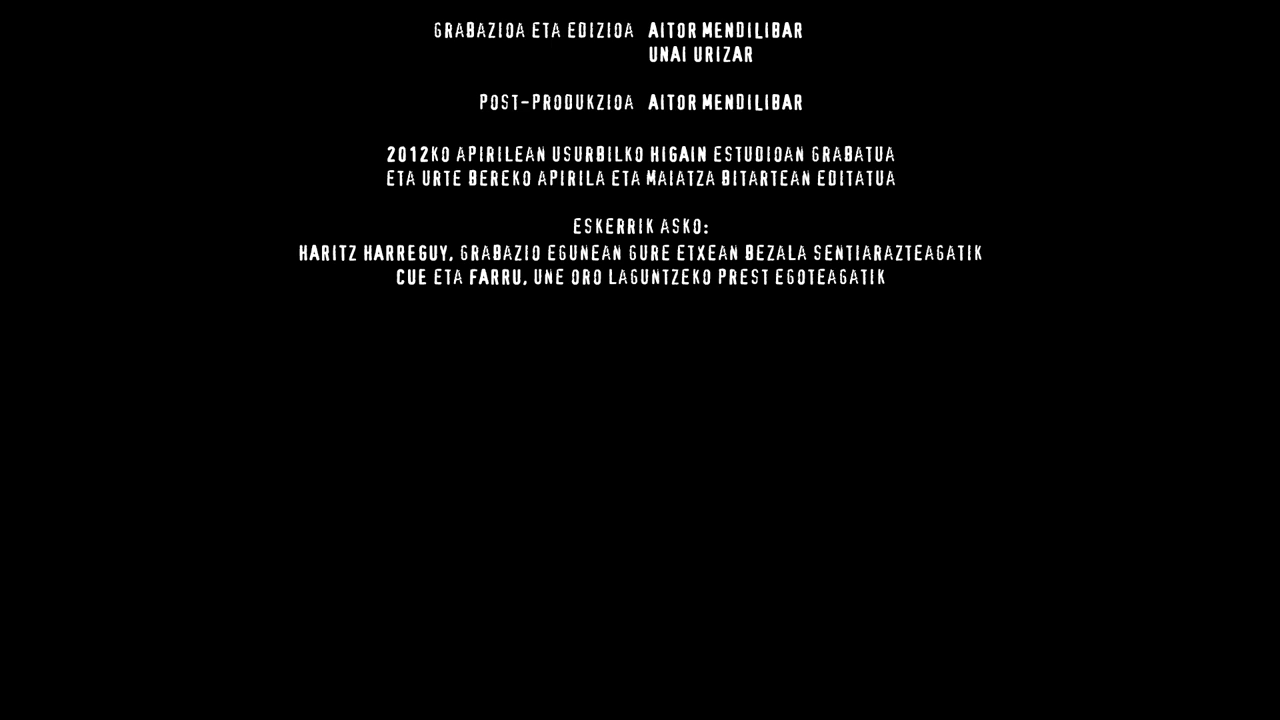 GRABAZIOA ETA EDIZIOA AITOR MENDILIBAR
UNAI URIZAR
POST-PRODUKZIOA AITOR MENDILIBAR
2012KO APIRILEAN USURBILKO HIGAIN ESTUDIOAN GRABATUA
ETA URTE BEREKO APIRILA ETA MAIATZA BITARTEAN EDITATUA
ESKERRIK ASKO:
HARITZ HARREGUY, GRABAZIO EGUNEAN GURE ETXEAN BEZALA SENTIARAZTEAGATIK
CUE ETA FARRU, UNE ORO LAGUNTZEKO PREST EGOTEAGATIK